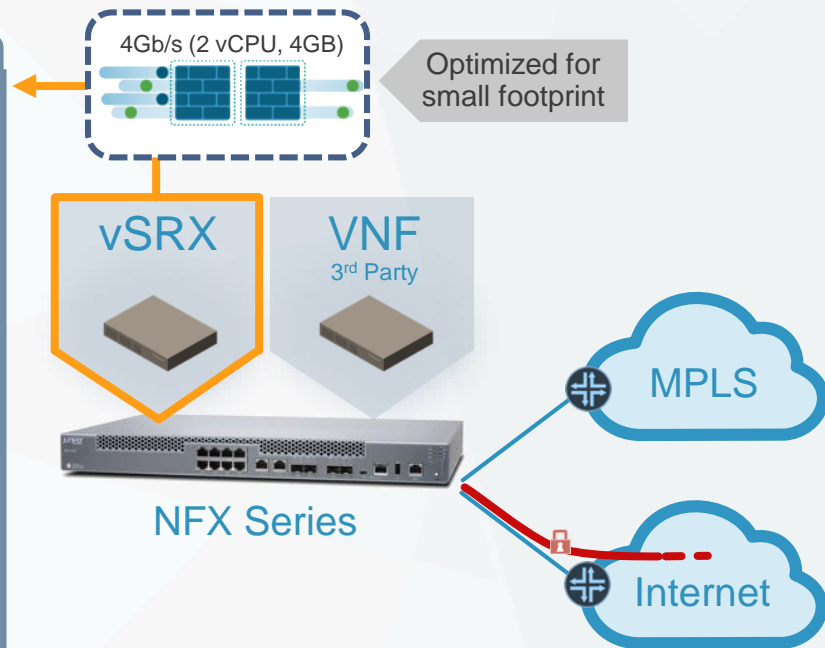 4Gb/s (2 vCPU, 4GB)
Optimized for
small footprint
vSRX
VNF
3rd Party
MPLS
NFX Series
Internet